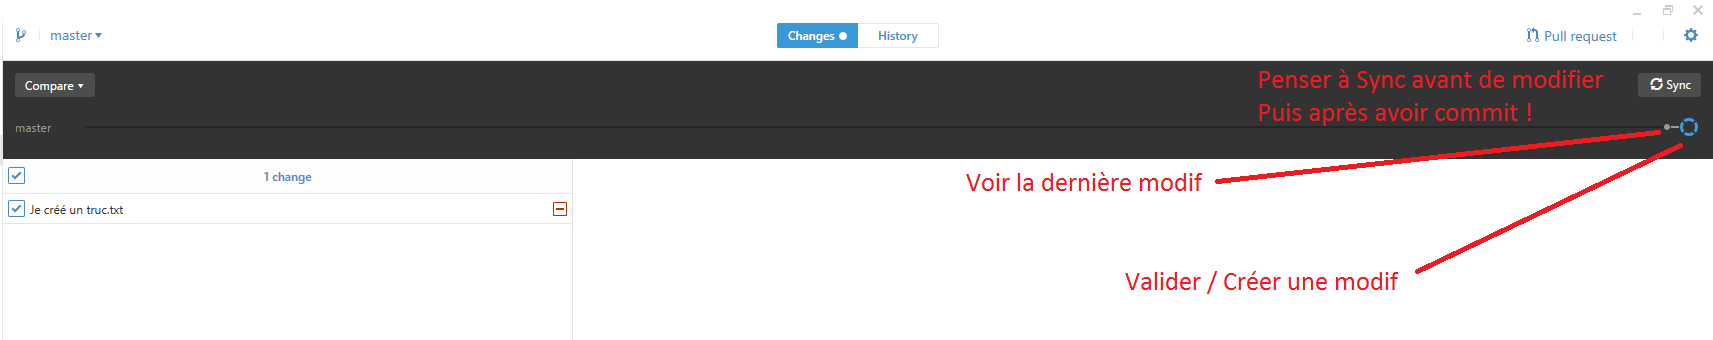 master
Changes
History
Pull request
Compare
Penser à Sync avant de modifier
Sync
Puis après avoir commit !
master
1 change
Voir la dernière modif
Je créé un truc.txt
Valider / Créer une modif